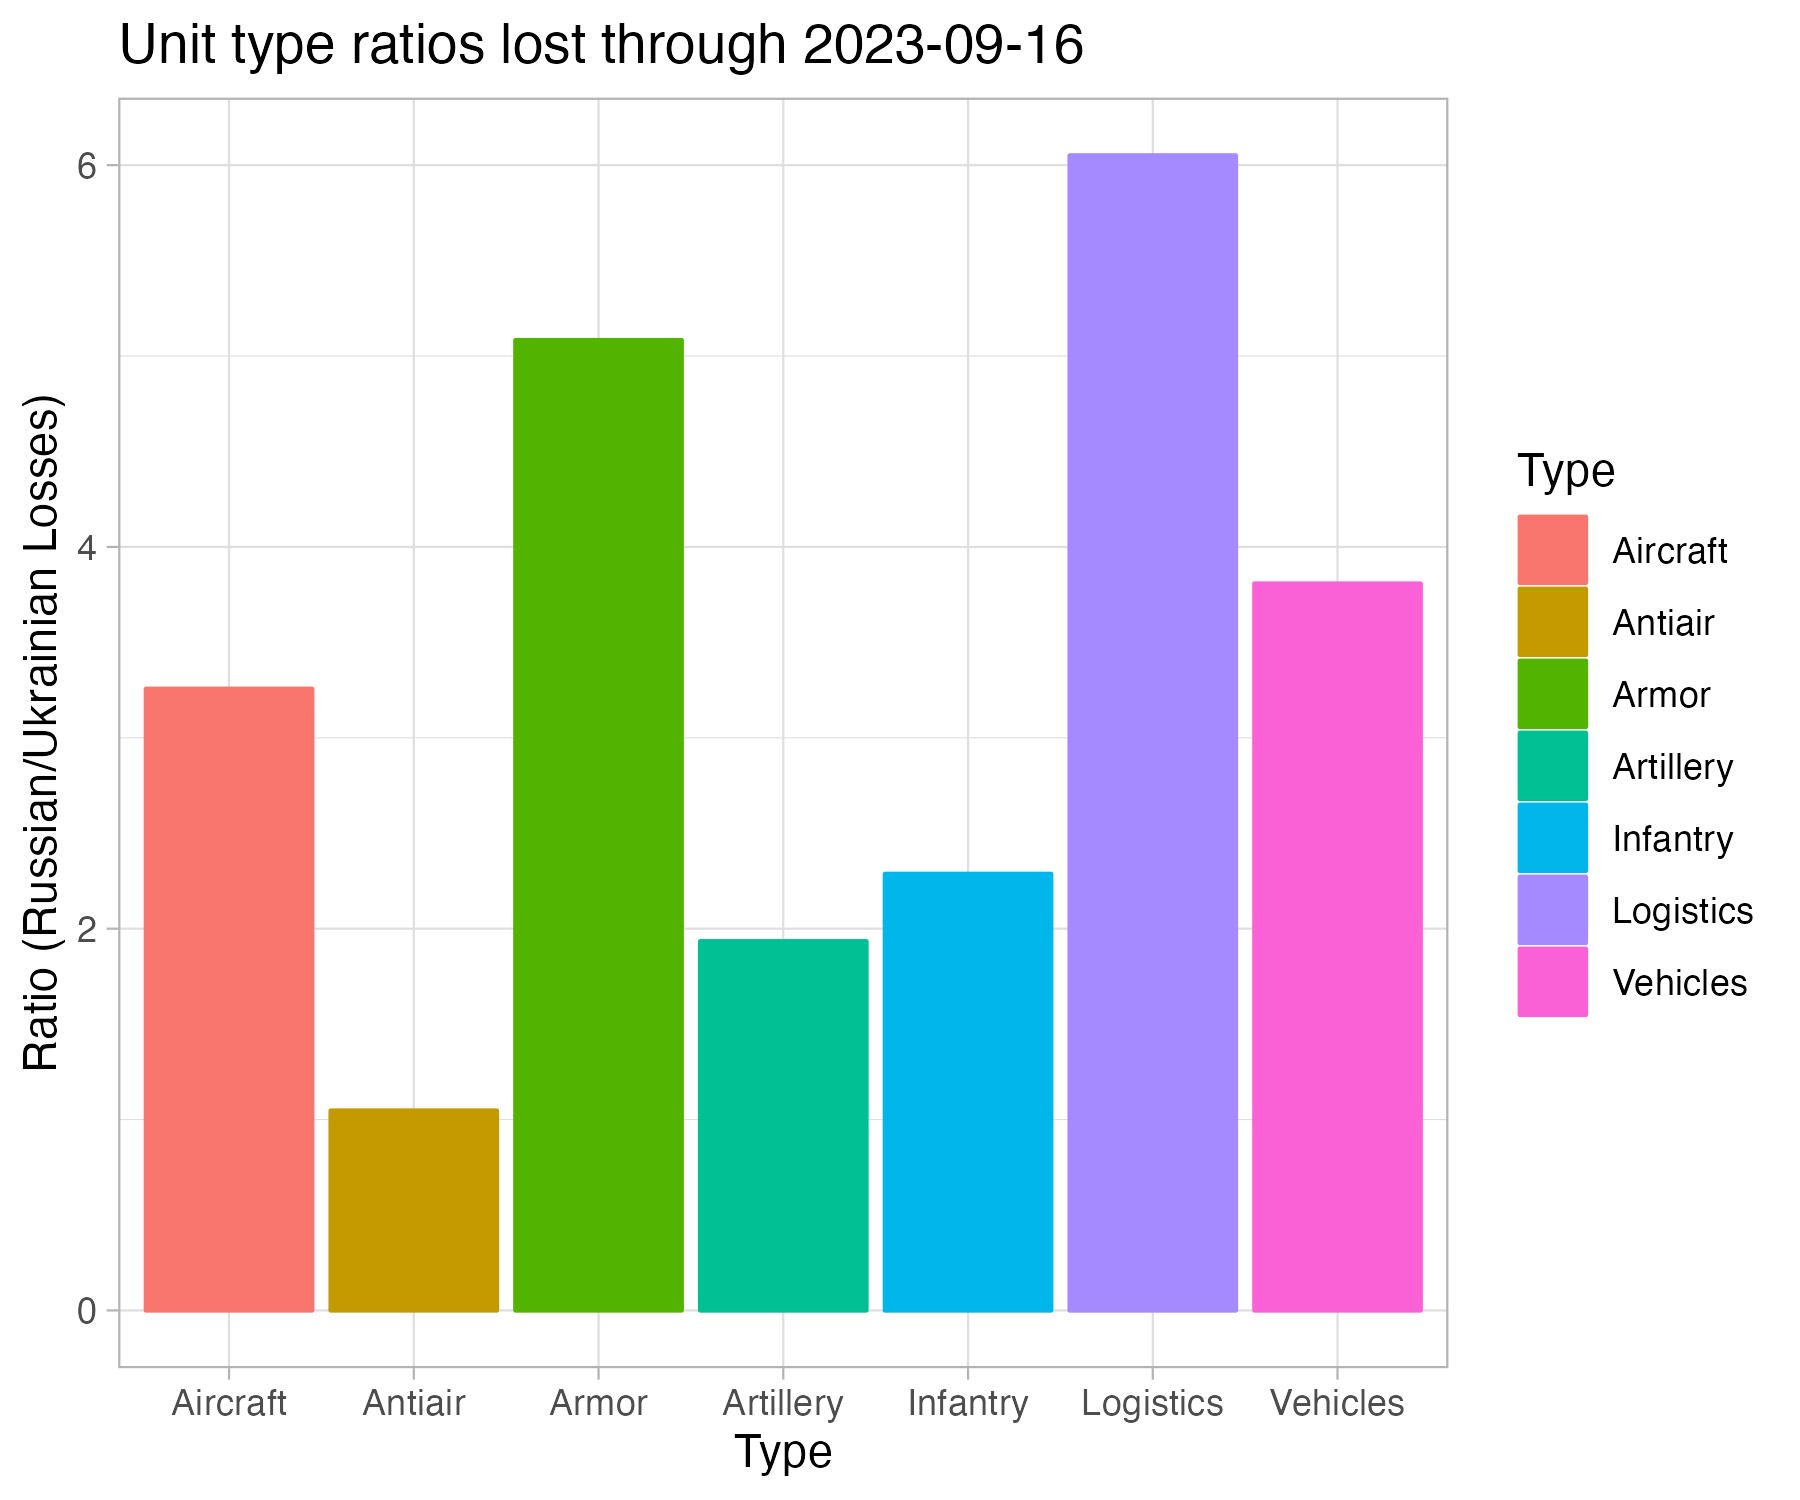 Unit type ratios lost through 2023-09-16
Ratio (Russian/Ukrainian Losses)
6
4
2
0
Aircraft
Antiair
Armor
Artillery
Infantry
Logistics
Vehicles
Type
Type
Aircraft
Antiair
Armor
Artillery
Infantry
Logistics
Vehicles